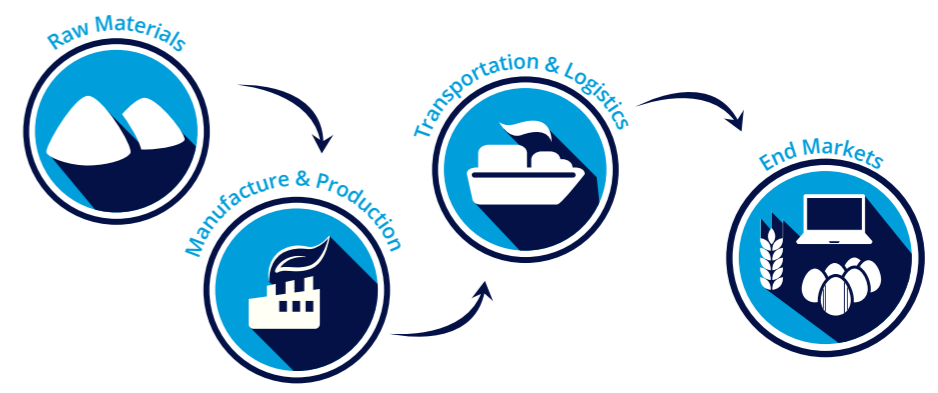 Raw Materials
Manufacture & Production
Transportation & Logistics
End Markets